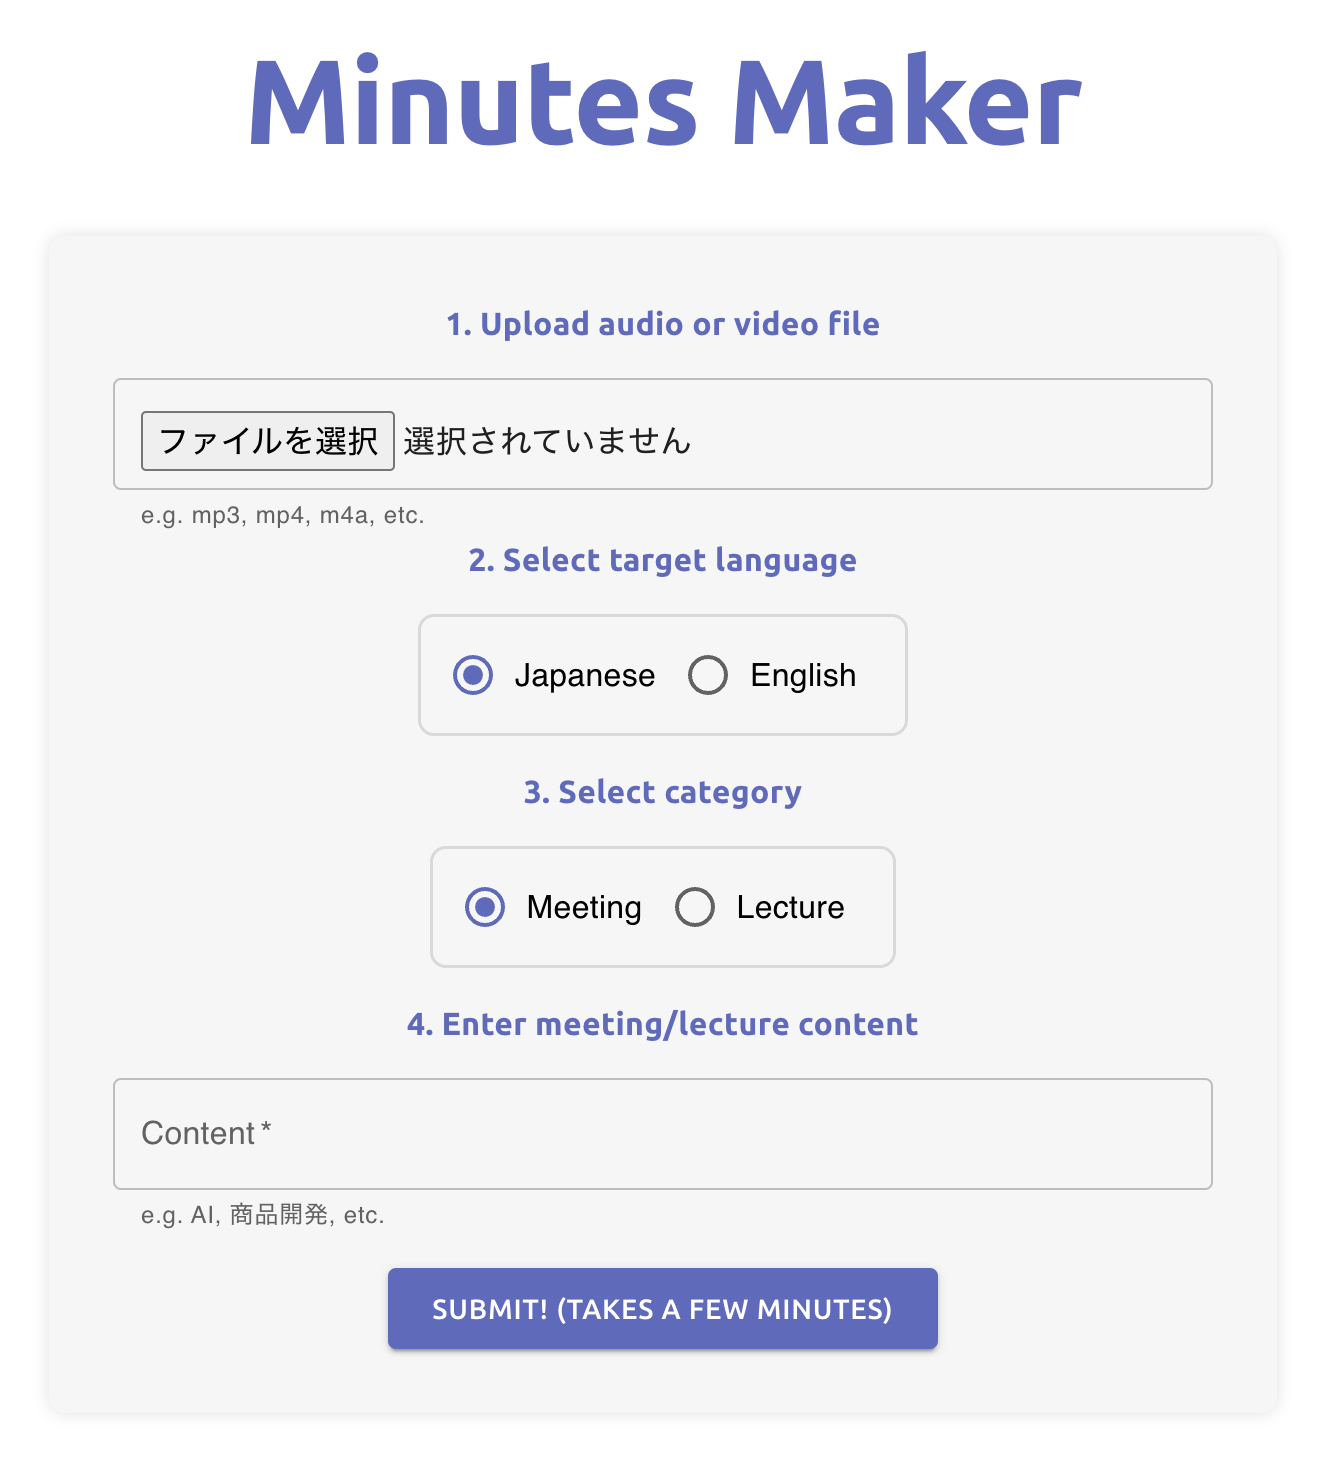 Minutes Maker
1. Upload audio or video file
ファイルを選択 選択されていません
e.g. mp3, mp4, m4a, etc.
2. Select target language
Japanese English
3. Select category
Meeting Lecture
4. Enter meeting/lecture content
Content *
e.g. AI, 商品開発, etc.
SUBMIT! (TAKES A FEW MINUTES)